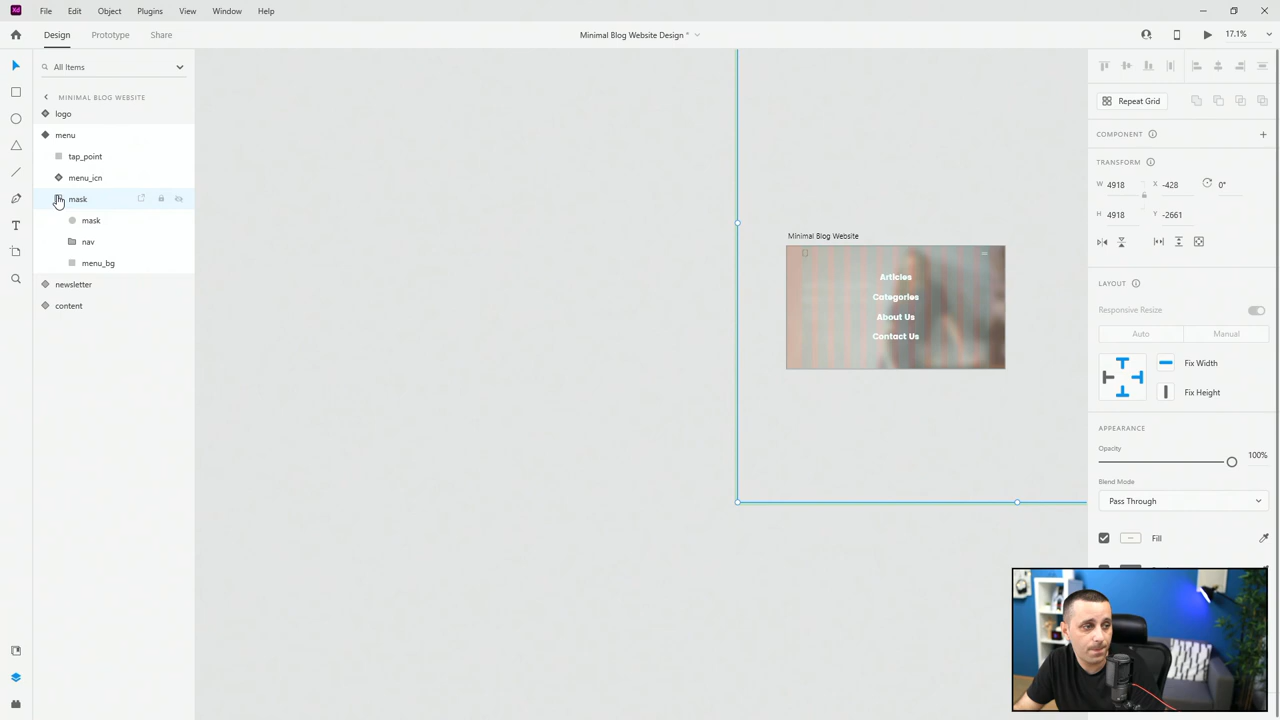 Xd File Edit Object Plugins View Window Help
Design Prototype Share
Minimal Blog Website Design *
17.1%
All Items
MINIMAL BLOG WEBSITE
logo
menu
tap_point
menu_icn
mask
mask
nav
menu_bg
newsletter
content
Minimal Blog Website
Articles
Categories
About Us
Contact Us
Repeat Grid
COMPONENT
TRANSFORM
W 4918 X -428 0°
H 4918 Y -2661
LAYOUT
Responsive Resize
Auto Manual
Fix Width
Fix Height
APPEARANCE
Opacity
100%
Blend Mode
Pass Through
Fill